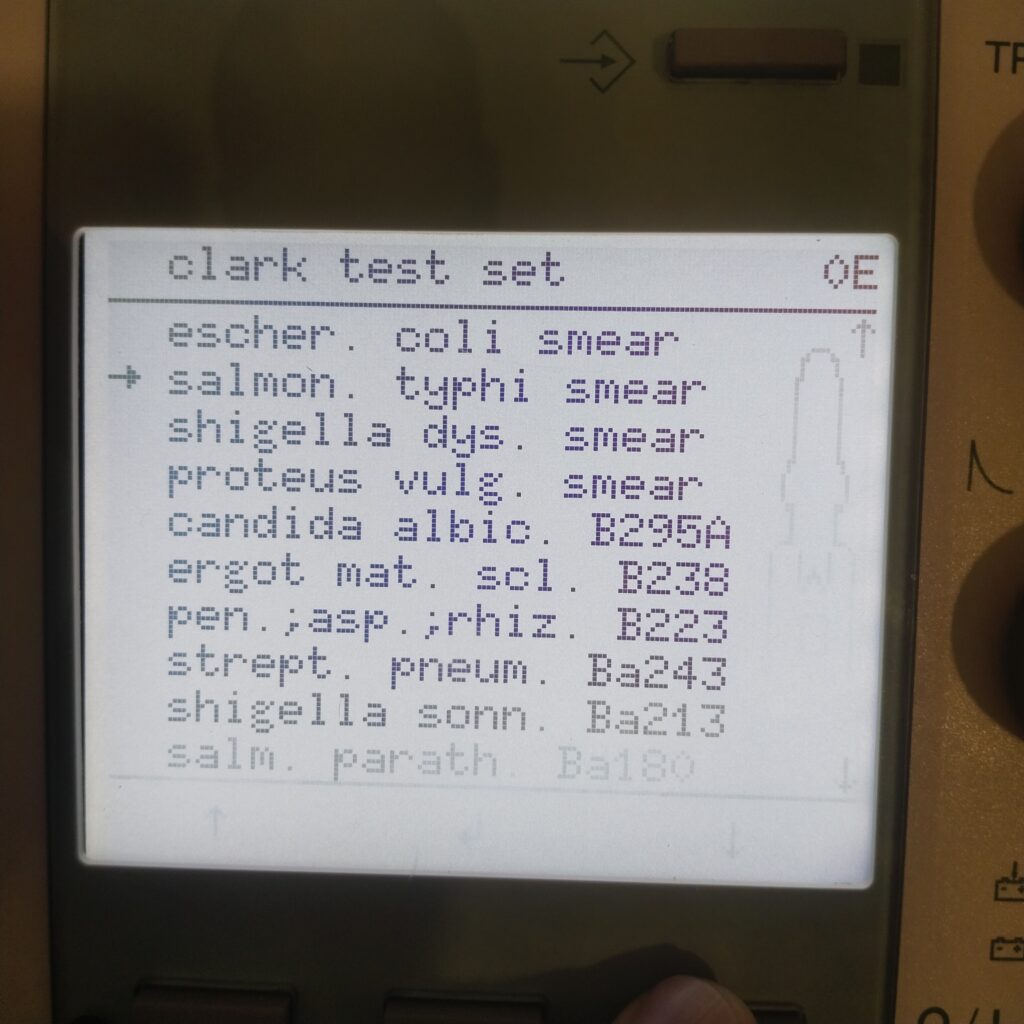 clark test set ◊E
escher. coli smear
→ salmon. typhi smear
shigella dys. smear
proteus vulg. smear
candida albic. B295A
ergot mat. scl. B238
pen.;asp.;rhiz. B223
strept. pneum. Ba243
shigella sonn. Ba213
salm. parath. Ba180